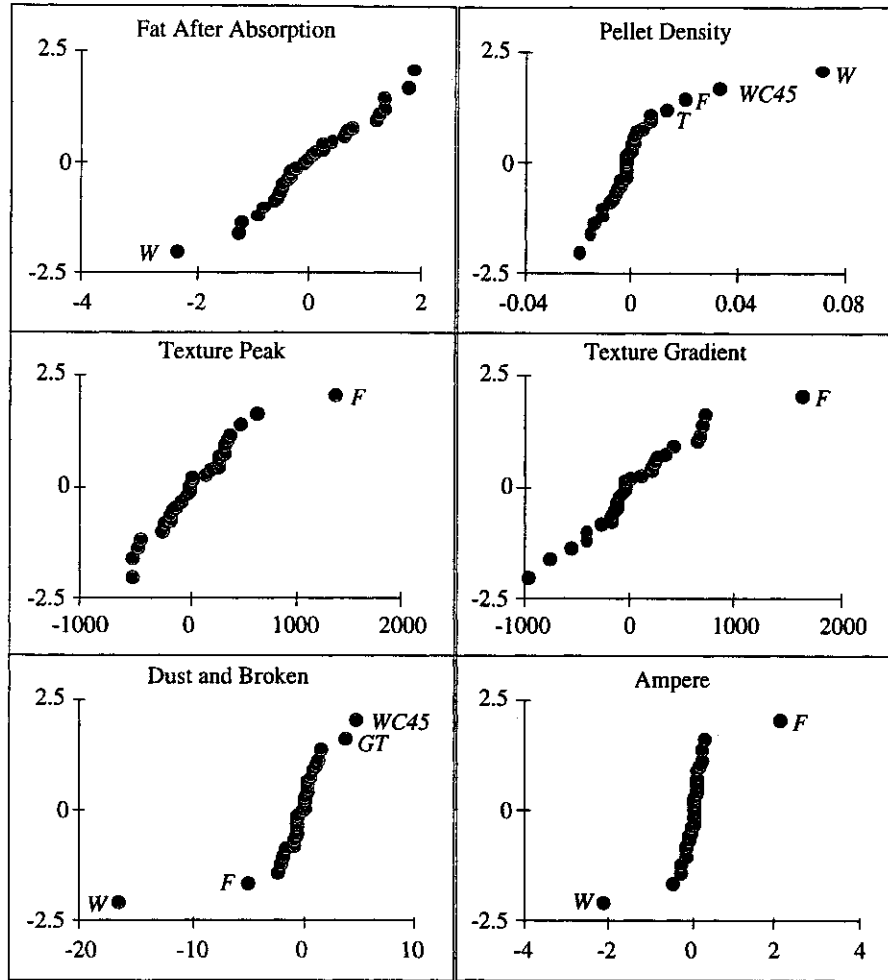 Fat After Absorption
2.5
0
-2.5
W
-4 -2 0 2
Pellet Density
2.5
0
-2.5
W
WC45
F
T
-0.04 0 0.04 0.08
Texture Peak
2.5
0
-2.5
F
-1000 0 1000 2000
Texture Gradient
2.5
0
-2.5
F
-1000 0 1000 2000
Dust and Broken
2.5
0
-2.5
WC45
GT
F
W
-20 -10 0 10
Ampere
2.5
0
-2.5
F
W
-4 -2 0 2 4